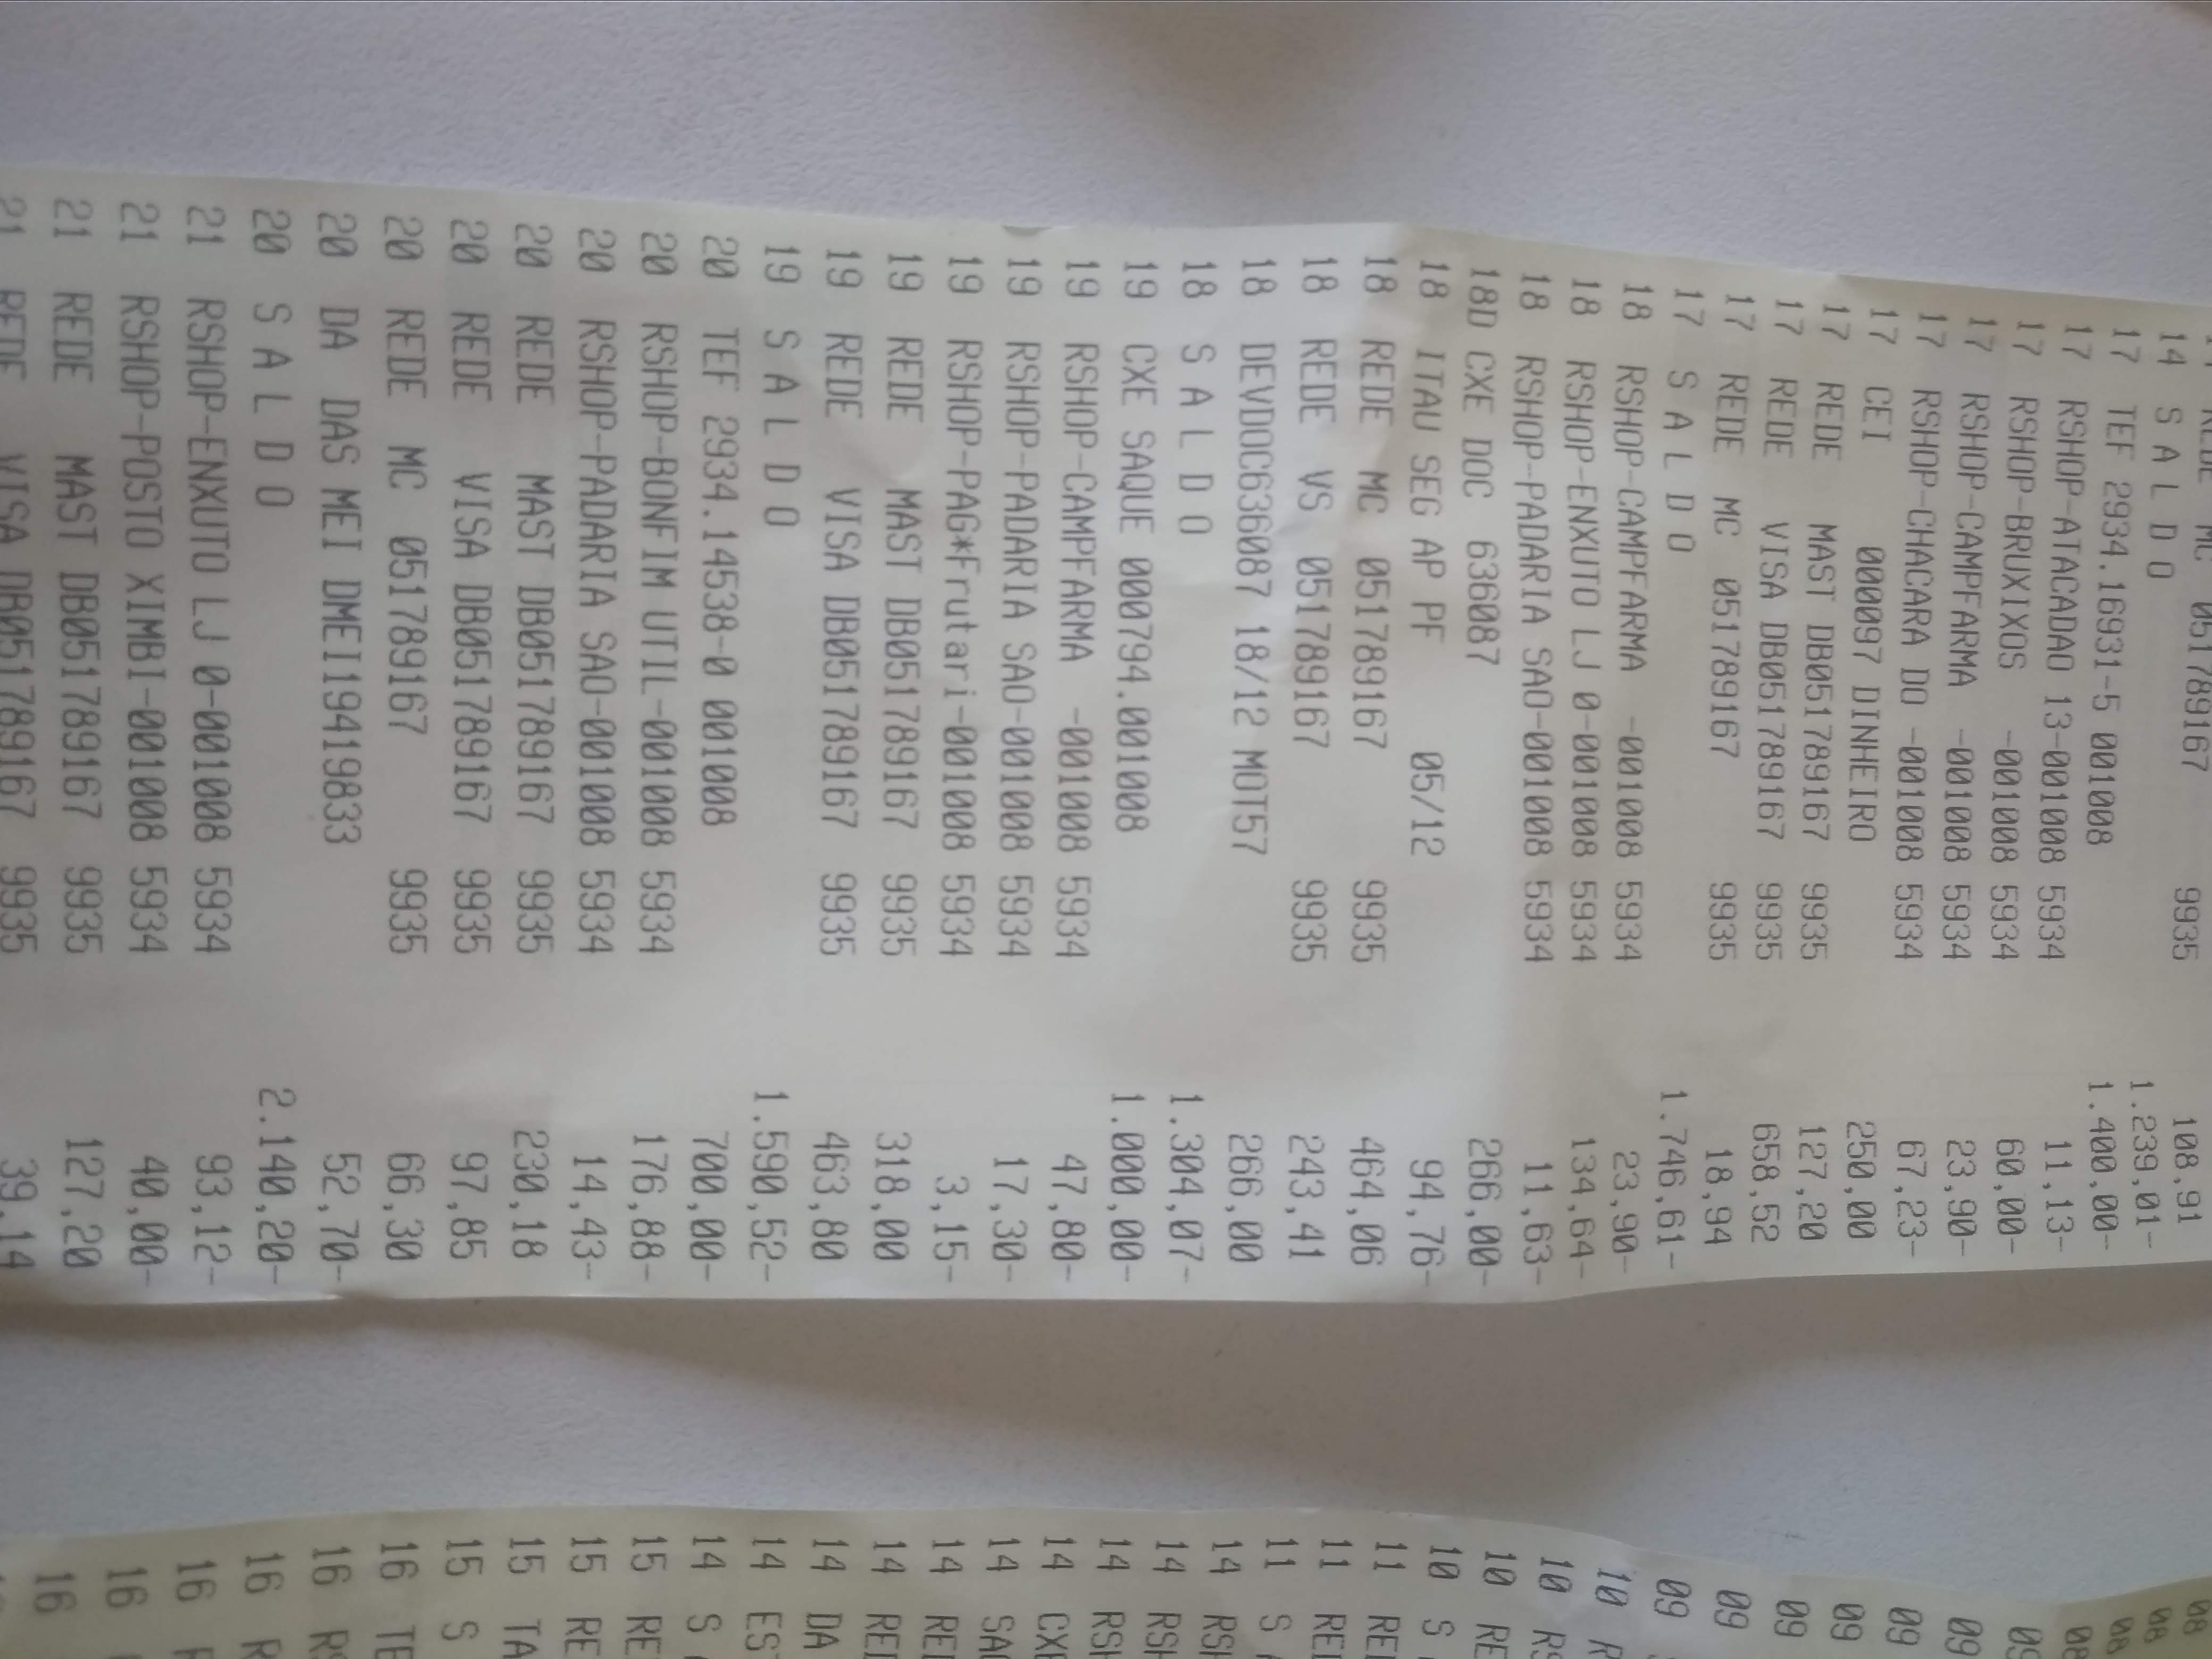 14 REDE MC 051789167 9935 108,91
14 S A L D O 1.239,01-
17 TEF 2934.16931-5 001008 1.400,00-
17 RSHOP-ATACADAO 13-001008 5934 11,13-
17 RSHOP-BRUXIXOS -001008 5934 60,00-
17 RSHOP-CAMPFARMA -001008 5934 23,90-
17 RSHOP-CHACARA DO -001008 5934 67,23-
17 CEI 000097 DINHEIRO 250,00
17 REDE MAST DB051789167 9935 127,20
17 REDE VISA DB051789167 9935 658,52
17 REDE MC 051789167 9935 18,94
17 S A L D O 1.746,61-
18 RSHOP-CAMPFARMA -001008 5934 23,90-
18 RSHOP-ENXUTO LJ 0-001008 5934 134,64-
18 RSHOP-PADARIA SAO-001008 5934 11,63-
18D CXE DOC 636087 266,00-
18 ITAU SEG AP PF 05/12 94,76-
18 REDE MC 051789167 9935 464,06
18 REDE VS 051789167 9935 243,41
18 DEVDOC636087 18/12 MOT57 266,00
18 S A L D O 1.304,07-
19 CXE SAQUE 000794.001008 1.000,00-
19 RSHOP-CAMPFARMA -001008 5934 47,80-
19 RSHOP-PADARIA SAO-001008 5934 17,30-
19 RSHOP-PAG*Frutari-001008 5934 3,15-
19 REDE MAST DB051789167 9935 318,00
19 REDE VISA DB051789167 9935 463,80
19 S A L D O 1.590,52-
20 TEF 2934.14538-0 001008 700,00-
20 RSHOP-BONFIM UTIL-001008 5934 176,88-
20 RSHOP-PADARIA SAO-001008 5934 14,43-
20 REDE MAST DB051789167 9935 230,18
20 REDE VISA DB051789167 9935 97,85
20 REDE MC 051789167 9935 66,30
20 DA DAS MEI DMEI19419833 52,70-
20 S A L D O 2.140,20-
21 RSHOP-ENXUTO LJ 0-001008 5934 93,12-
21 RSHOP-POSTO XIMBI-001008 5934 40,00-
21 REDE MAST DB051789167 9935 127,20
21 REDE VISA DB051789167 9935 39,14
08
08
08
08
09
09
09
09
09
09
09
10 R
10 RS
10 RE
10 S
11 RE
11 RE
11 S
14 RSH
14 RSH
14 RSH
14 CXE
14 SA
14 RE
14 RE
14 DA
14 ES
14 S
15 RE
15 RE
15 TA
15 S
16 TE
16 RS
16 R
16
16
16